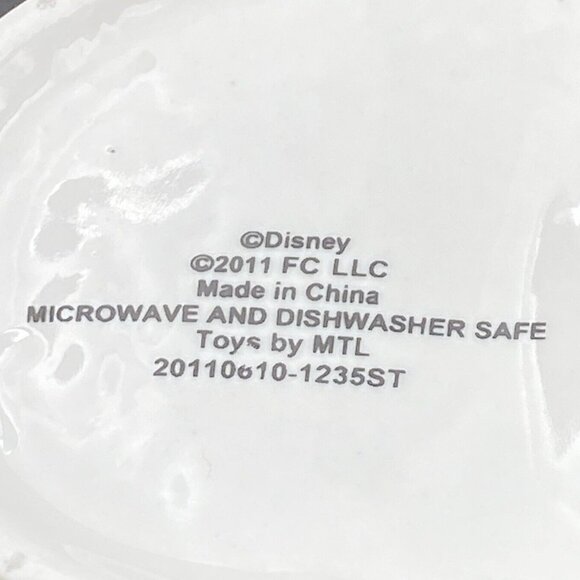 ©Disney
©2011 FC LLC
Made in China
MICROWAVE AND DISHWASHER SAFE
Toys by MTL
20110610-1235ST